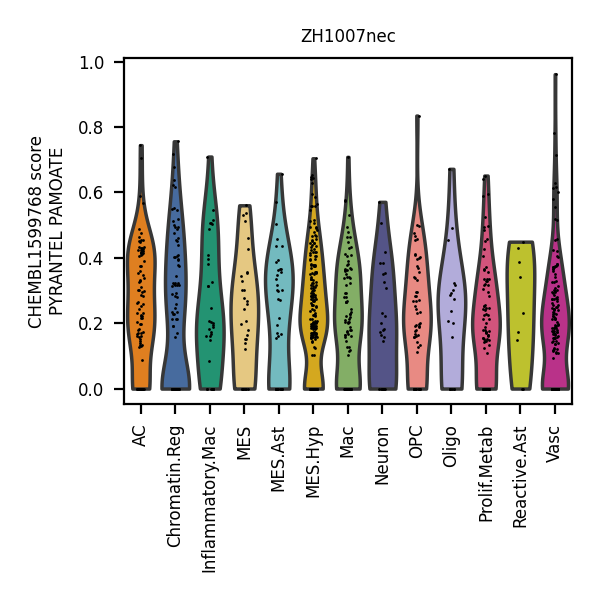 ZH1007nec
CHEMBL1599768 score
PYRANTEL PAMOATE
1.0
0.8
0.6
0.4
0.2
0.0
AC
Chromatin.Reg
Inflammatory.Mac
MES
MES.Ast
MES.Hyp
Mac
Neuron
OPC
Oligo
Prolif.Metab
Reactive.Ast
Vasc